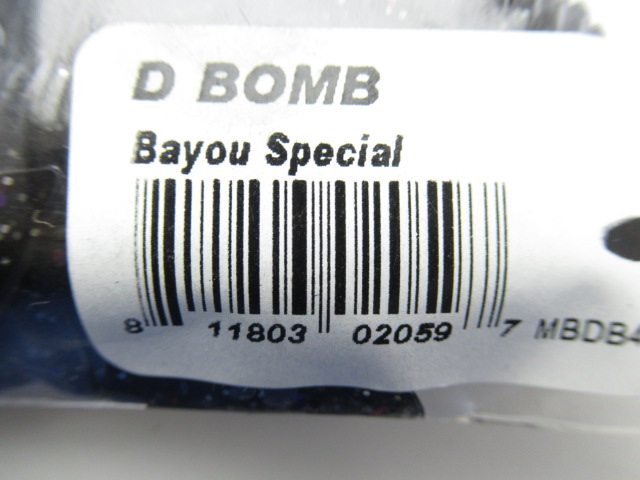 D BOMB
Bayou Special
8 11803 02059 7 MBDB4